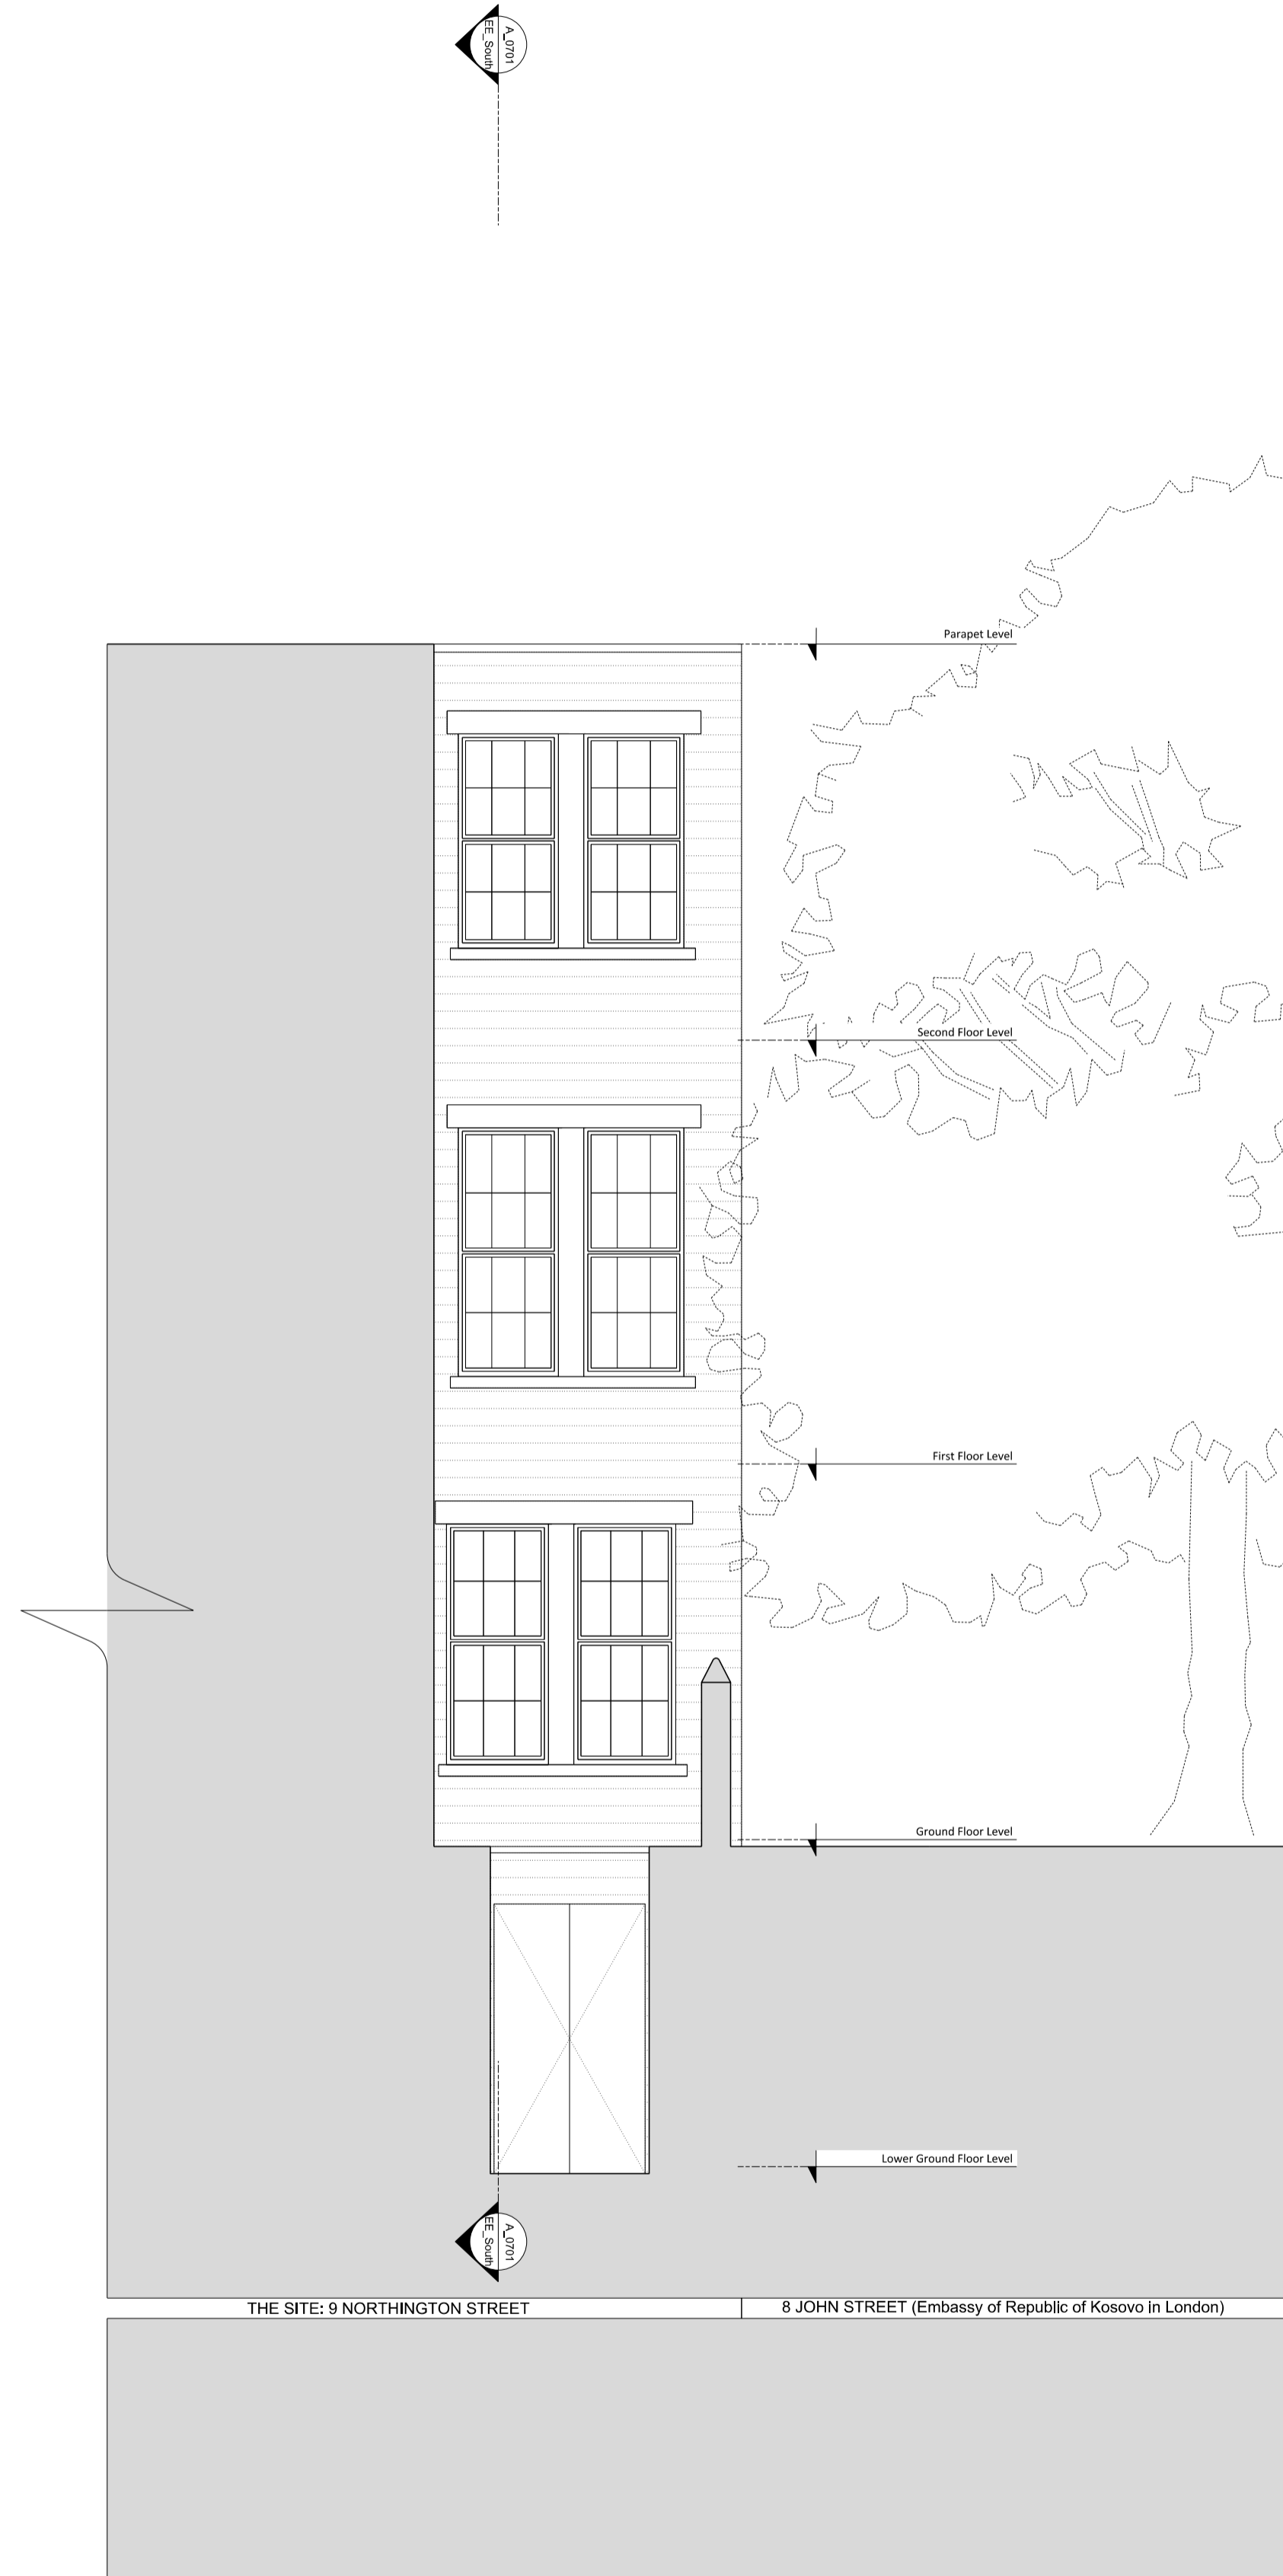 A_0701
EE_South
Parapet Level
Second Floor Level
First Floor Level
Ground Floor Level
Lower Ground Floor Level
A_0701
EE_South
THE SITE: 9 NORTHINGTON STREET
8 JOHN STREET (Embassy of Republic of Kosovo in London)